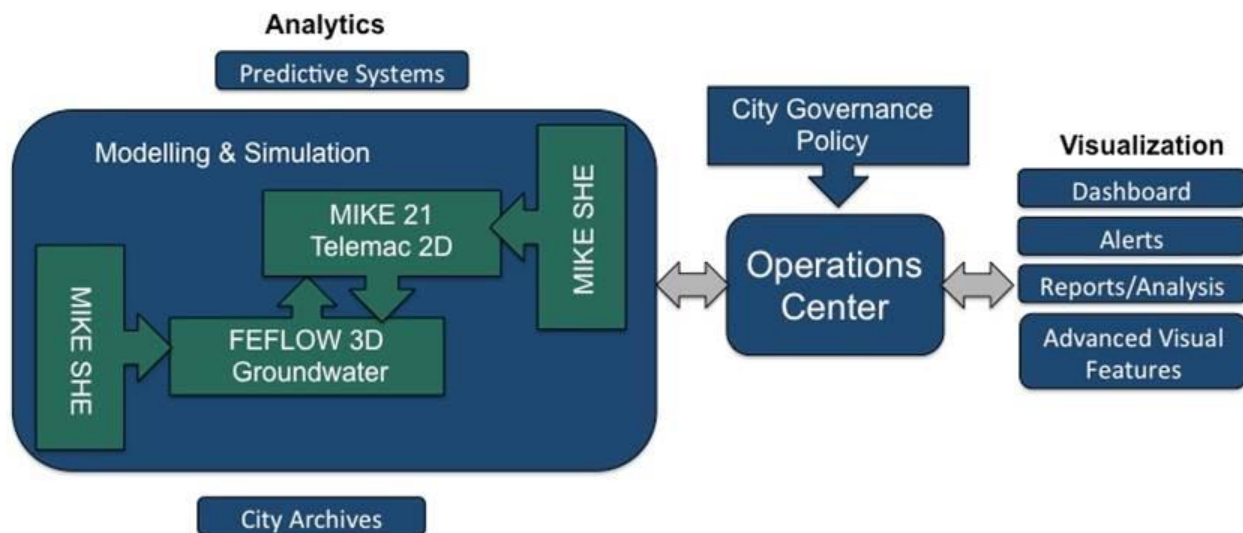 Analytics
Predictive Systems
Modelling & Simulation
MIKE 21
Telemac 2D
MIKE SHE
MIKE SHE
FEFLOW 3D
Groundwater
City Archives
City Governance
Policy
Operations
Center
Visualization
Dashboard
Alerts
Reports/Analysis
Advanced Visual
Features